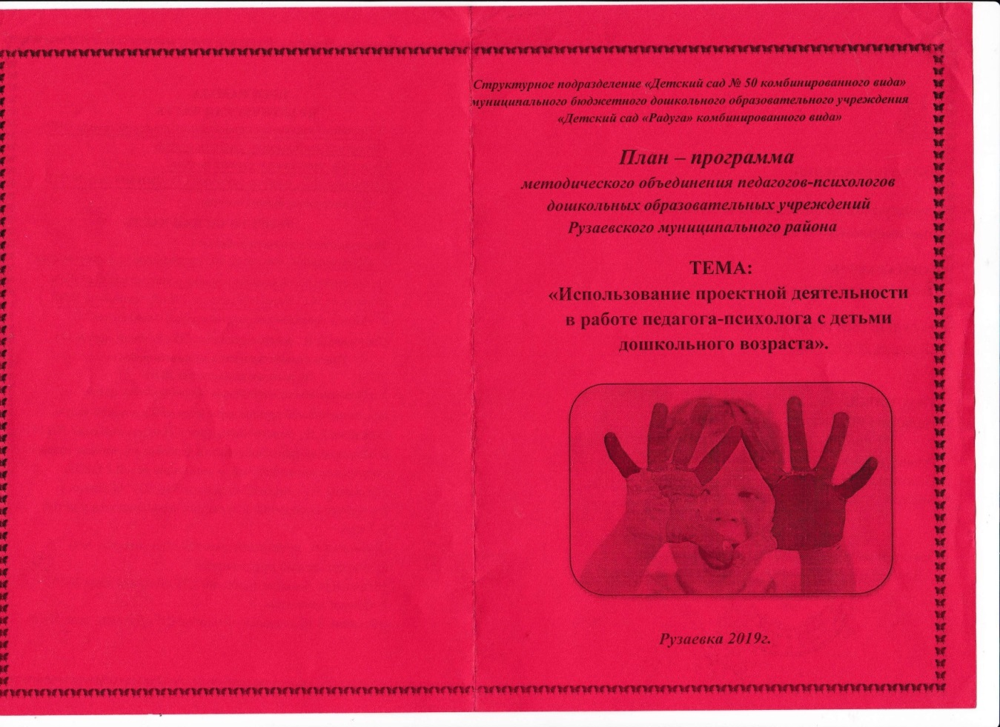 Структурное подразделение «Детский сад № 50 комбинированного вида»
муниципального бюджетного дошкольного образовательного учреждения
«Детский сад «Радуга» комбинированного вида»
План – программа
методического объединения педагогов-психологов
дошкольных образовательных учреждений
Рузаевского муниципального района
ТЕМА:
«Использование проектной деятельности
в работе педагога-психолога с детьми
дошкольного возраста».
Рузаевка 2019г.